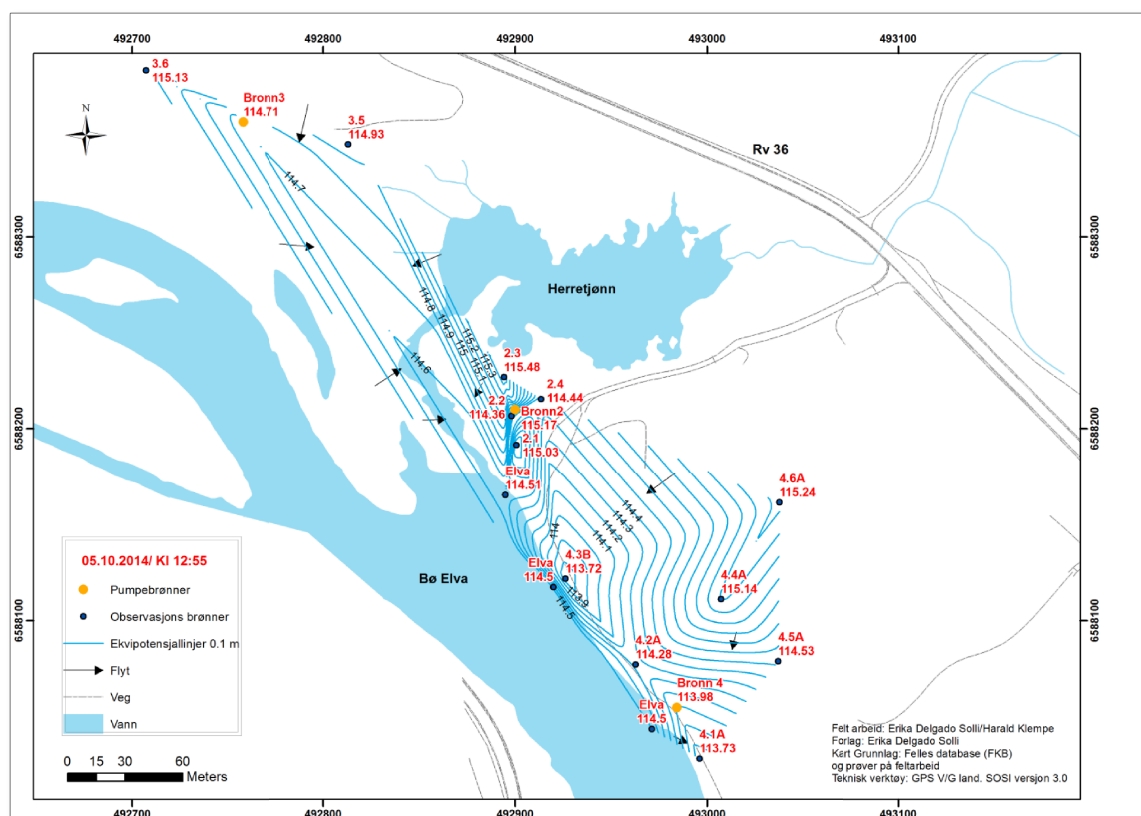 492700 492800 492900 493000 493100
3.6
115.13
Bronn3
114.71
3.5
114.93
N
Rv 36
114.7
6588300
6588300
Herretjønn
114.8
114.9
115
115.1
115.2
115.3
114.6
2.3
115.48
2.4
114.44
2.2
114.36
Bronn2
115.17
2.1
115.03
6588200
6588200
Elva
114.51
4.6A
115.24
114.4
114.3
114.2
114.1
114
4.3B
113.72
Elva
114.5
113.9
114.5
4.4A
115.14
Bø Elva
6588100
6588100
4.2A
114.28
4.5A
114.53
Bronn 4
113.98
Elva
114.5
4.1A
113.73
05.10.2014/ Kl 12:55
Pumpebrønner
Observasjons brønner
Ekvipotensjallinjer 0.1 m
Flyt
Veg
Vann
0 15 30 60
Meters
Felt arbeid: Erika Delgado Solli/Harald Klempe
Forlag: Erika Delgado Solli
Kart Grunnlag: Felles database (FKB)
og prøver på feltarbeid
Teknisk verktøy: GPS V/G land. SOSI versjon 3.0
492700 492800 492900 493000 493100